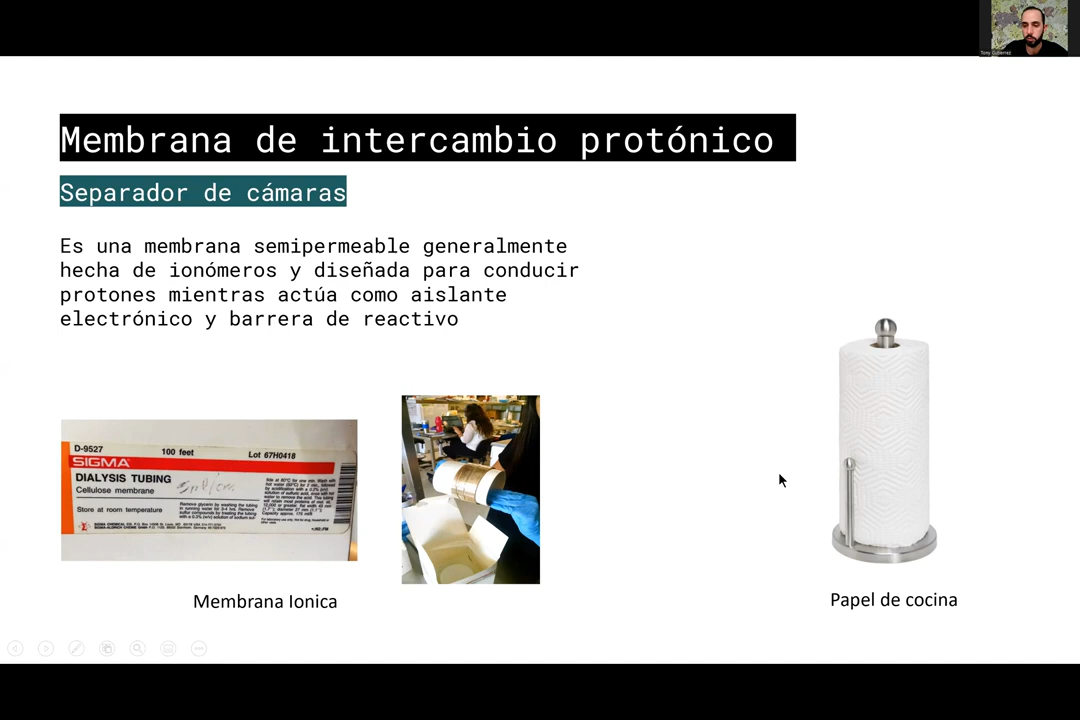 Tony Gutierrez
Membrana de intercambio protónico
Separador de cámaras
Es una membrana semipermeable generalmente
hecha de ionómeros y diseñada para conducir
protones mientras actúa como aislante
electrónico y barrera de reactivo
D-9527 100 feet Lot 67H0418
SIGMA
DIALYSIS TUBING
Cellulose membrane
Store at room temperature
Membrana Ionica
Papel de cocina